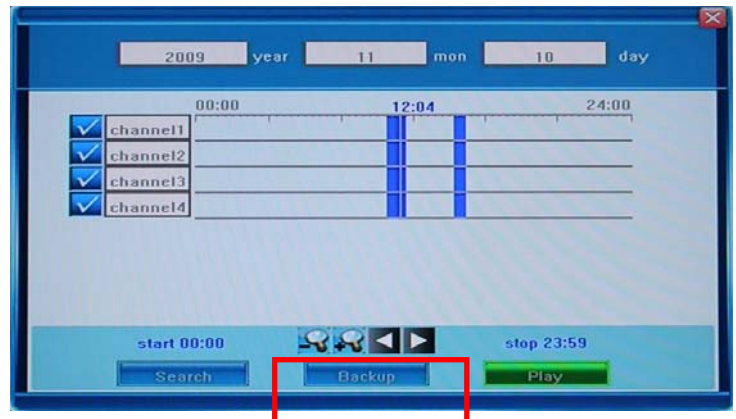 2009 year 11 mon 10 day
00:00 12:04 24:00
channel1
channel2
channel3
channel4
start 00:00 stop 23:59
Search Backup Play